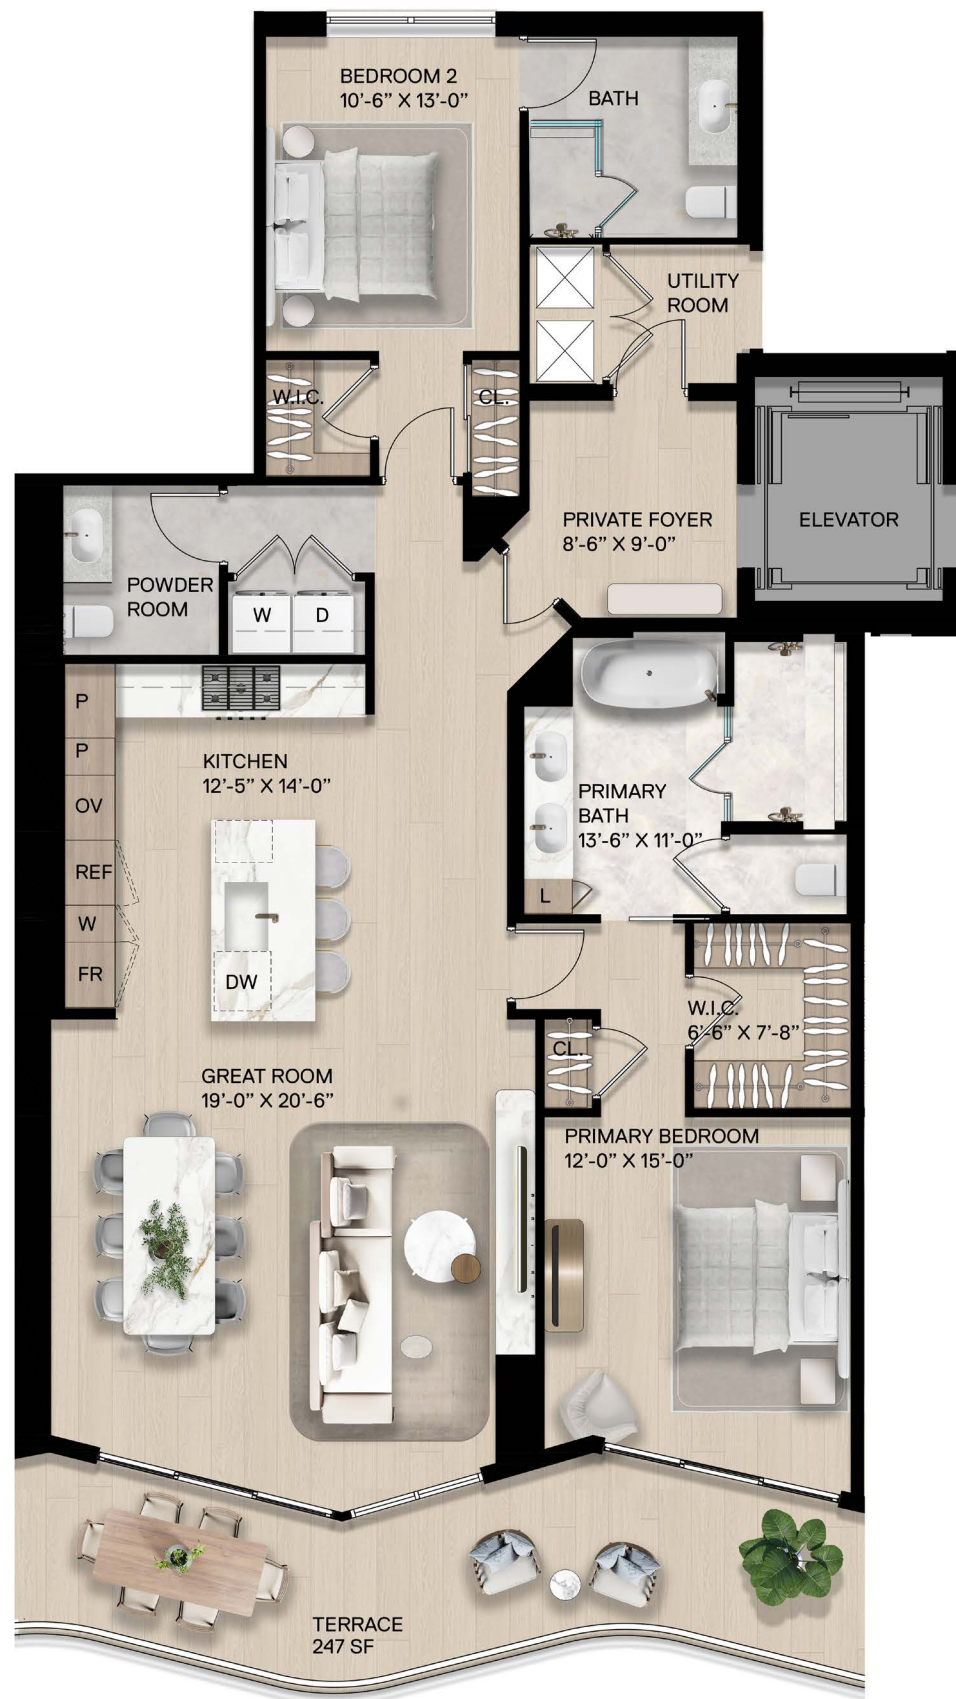 BEDROOM 2
10'-6" X 13'-0"
BATH
UTILITY
ROOM
W.I.C.
CL.
PRIVATE FOYER
8'-6" X 9'-0"
ELEVATOR
POWDER
ROOM
W
D
P
P
OV
REF
W
FR
KITCHEN
12'-5" X 14'-0"
DW
PRIMARY
BATH
13'-6" X 11'-0"
L
W.I.C.
6'-6" X 7'-8"
CL.
GREAT ROOM
19'-0" X 20'-6"
PRIMARY BEDROOM
12'-0" X 15'-0"
TERRACE
247 SF